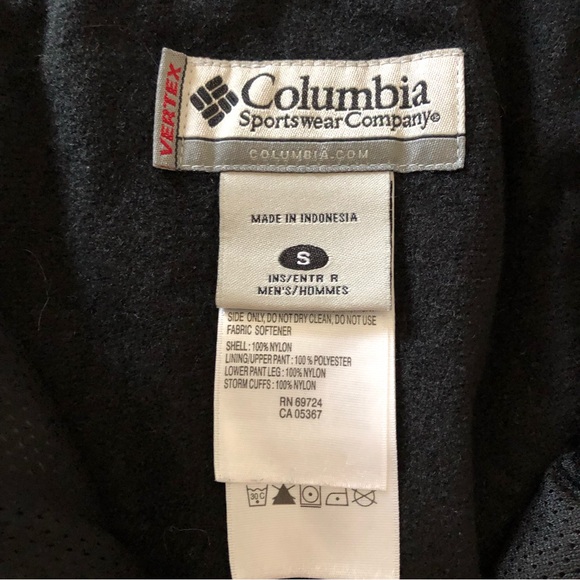 VERTEX
Columbia
Sportswear Company®
COLUMBIA.COM
MADE IN INDONESIA
S
INS/ENTR R
MEN'S/HOMMES
SIDE ONLY, DO NOT DRY CLEAN, DO NOT USE
FABRIC SOFTENER
SHELL: 100% NYLON
LINING/UPPER PANT: 100% POLYESTER
LOWER PANT LEG: 100% NYLON
STORM CUFFS: 100% NYLON
RN 69724
CA 05367
30 C